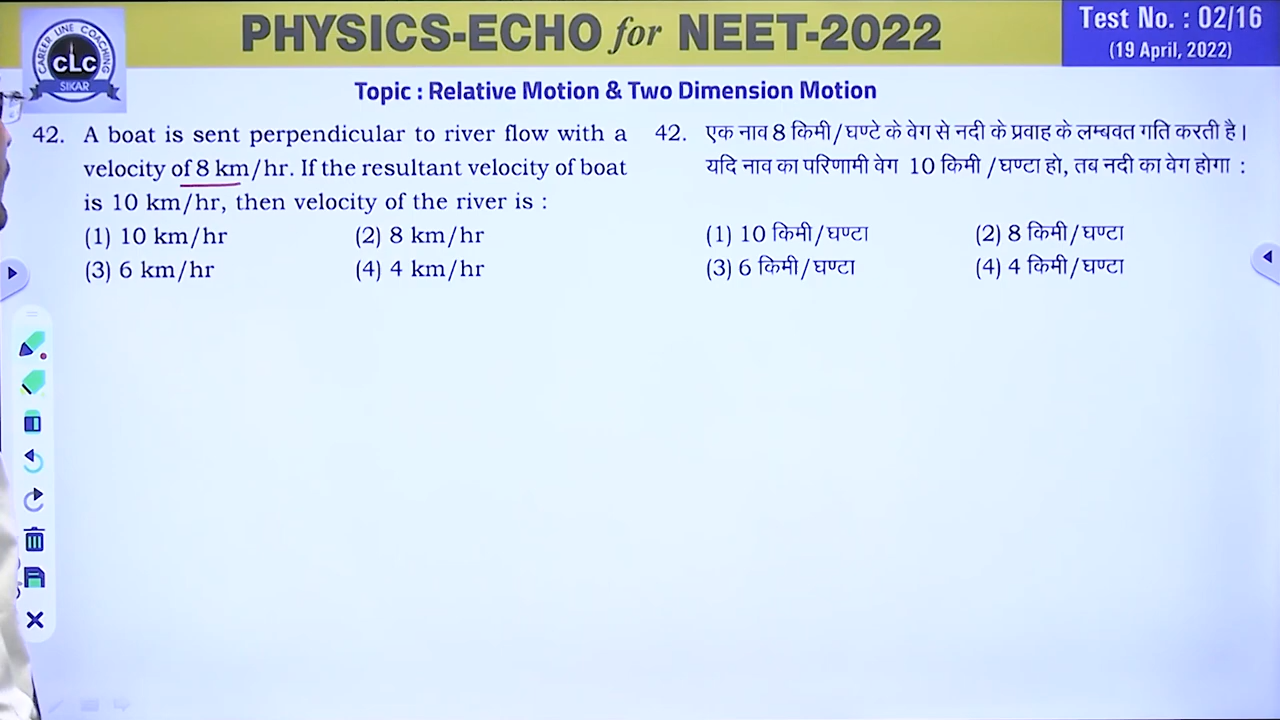 PHYSICS-ECHO for NEET-2022
Test No. : 02/16
(19 April, 2022)
CAREER LINE COACHING
CLC
SIKAR
Topic : Relative Motion & Two Dimension Motion
42. A boat is sent perpendicular to river flow with a
velocity of 8 km/hr. If the resultant velocity of boat
is 10 km/hr, then velocity of the river is :
(1) 10 km/hr (2) 8 km/hr
(3) 6 km/hr (4) 4 km/hr
42. एक नाव 8 किमी/घण्टे के वेग से नदी के प्रवाह के लम्बवत गति करती है।
यदि नाव का परिणामी वेग 10 किमी /घण्टा हो, तब नदी का वेग होगा :
(1) 10 किमी/घण्टा (2) 8 किमी/घण्टा
(3) 6 किमी/घण्टा (4) 4 किमी/घण्टा